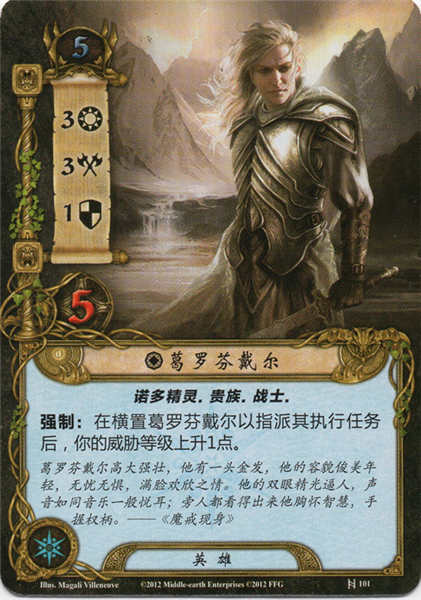 5
3
3
1
5
葛罗芬戴尔
诺多精灵. 贵族. 战士.
强制：在横置葛罗芬戴尔以指派其执行任务
后，你的威胁等级上升1点。
葛罗芬戴尔高大强壮，他有一头金发，他的容貌俊美年
轻，无忧无惧，满脸欢欣之情。他的双眼精光逼人，声
音如同音乐一般悦耳；旁人都看得出来他胸怀智慧，手
握权柄。——《魔戒现身》
英雄
Illus. Magali Villeneuve ©2012 Middle-earth Enterprises ©2012 FFG 101